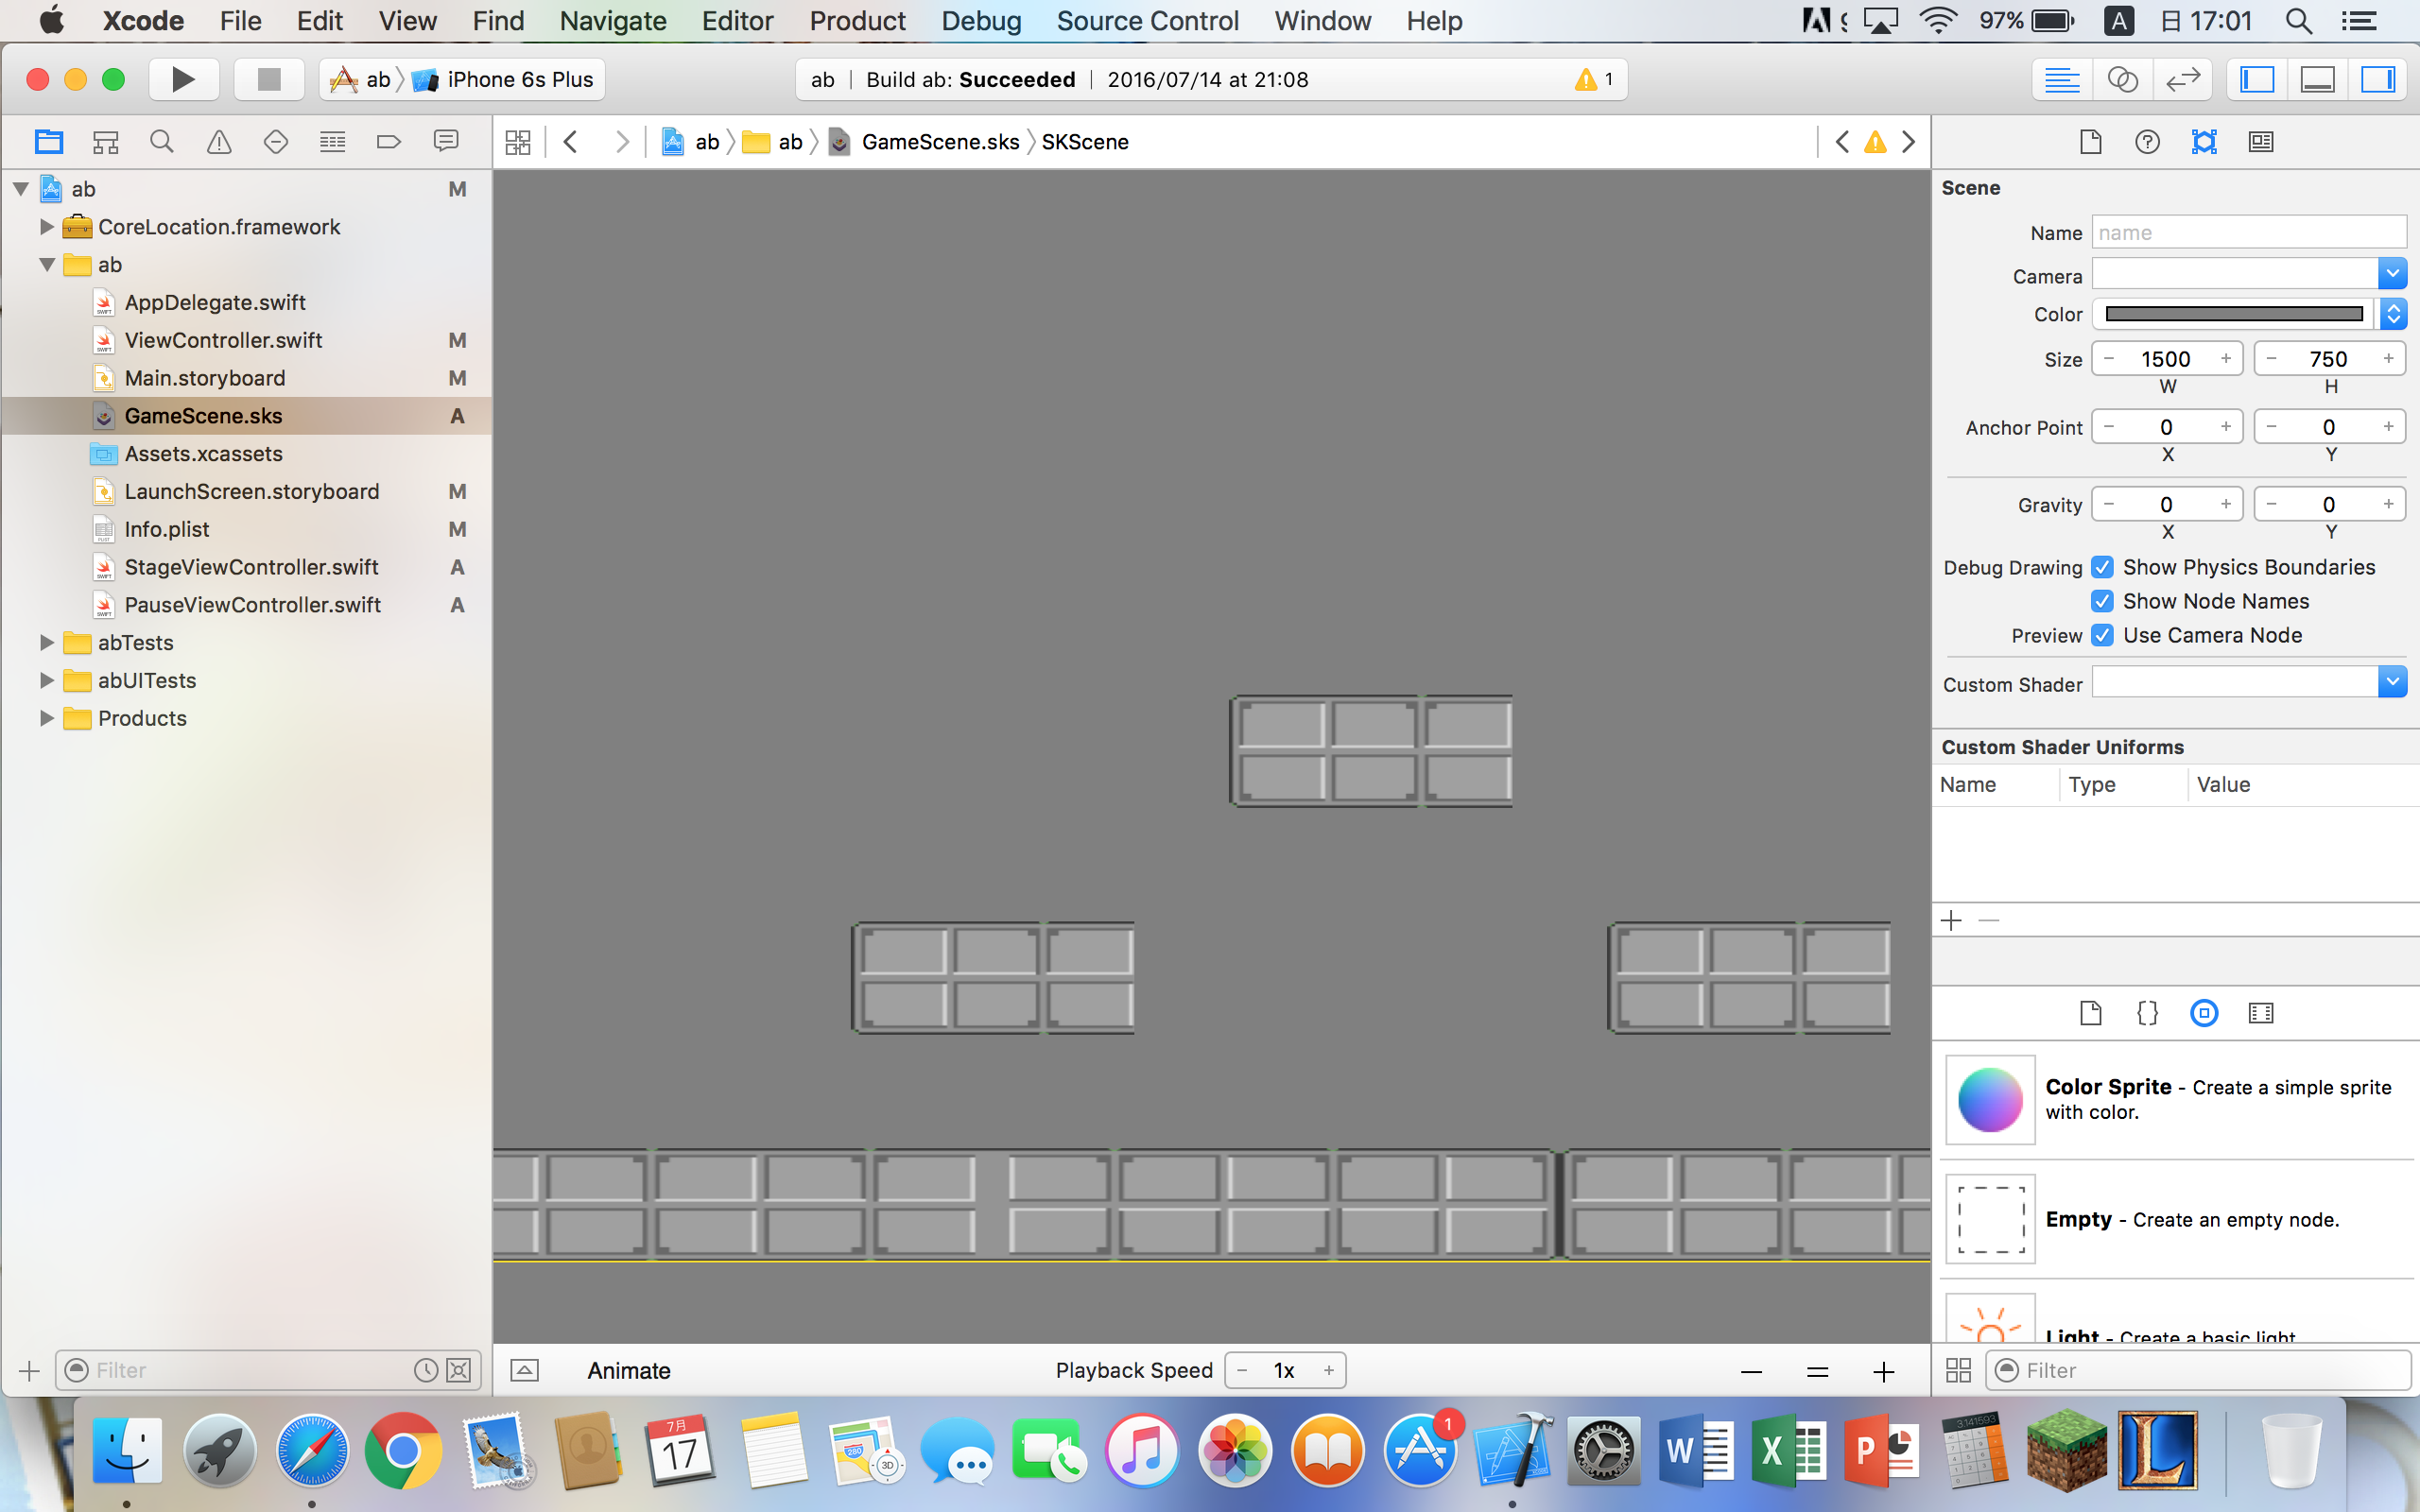 Xcode File Edit View Find Navigate Editor Product Debug Source Control Window Help 97% A 日 17:01
ab iPhone 6s Plus
ab | Build ab: Succeeded | 2016/07/14 at 21:08 1
ab ab GameScene.sks SKScene
ab M
CoreLocation.framework
ab
AppDelegate.swift
ViewController.swift M
Main.storyboard M
GameScene.sks A
Assets.xcassets
LaunchScreen.storyboard M
Info.plist M
StageViewController.swift A
PauseViewController.swift A
abTests
abUITests
Products
Filter
Animate
Playback Speed − 1x +
Scene
Name name
Camera
Color
Size − 1500 + − 750 +
W H
Anchor Point − 0 + − 0 +
X Y
Gravity − 0 + − 0 +
X Y
Debug Drawing Show Physics Boundaries
Show Node Names
Preview Use Camera Node
Custom Shader
Custom Shader Uniforms
Name Type Value
Color Sprite - Create a simple sprite
with color.
Empty - Create an empty node.
Light - Create a basic light
Filter
7月
17
280
3D
1
W
X
P
3.141593
L